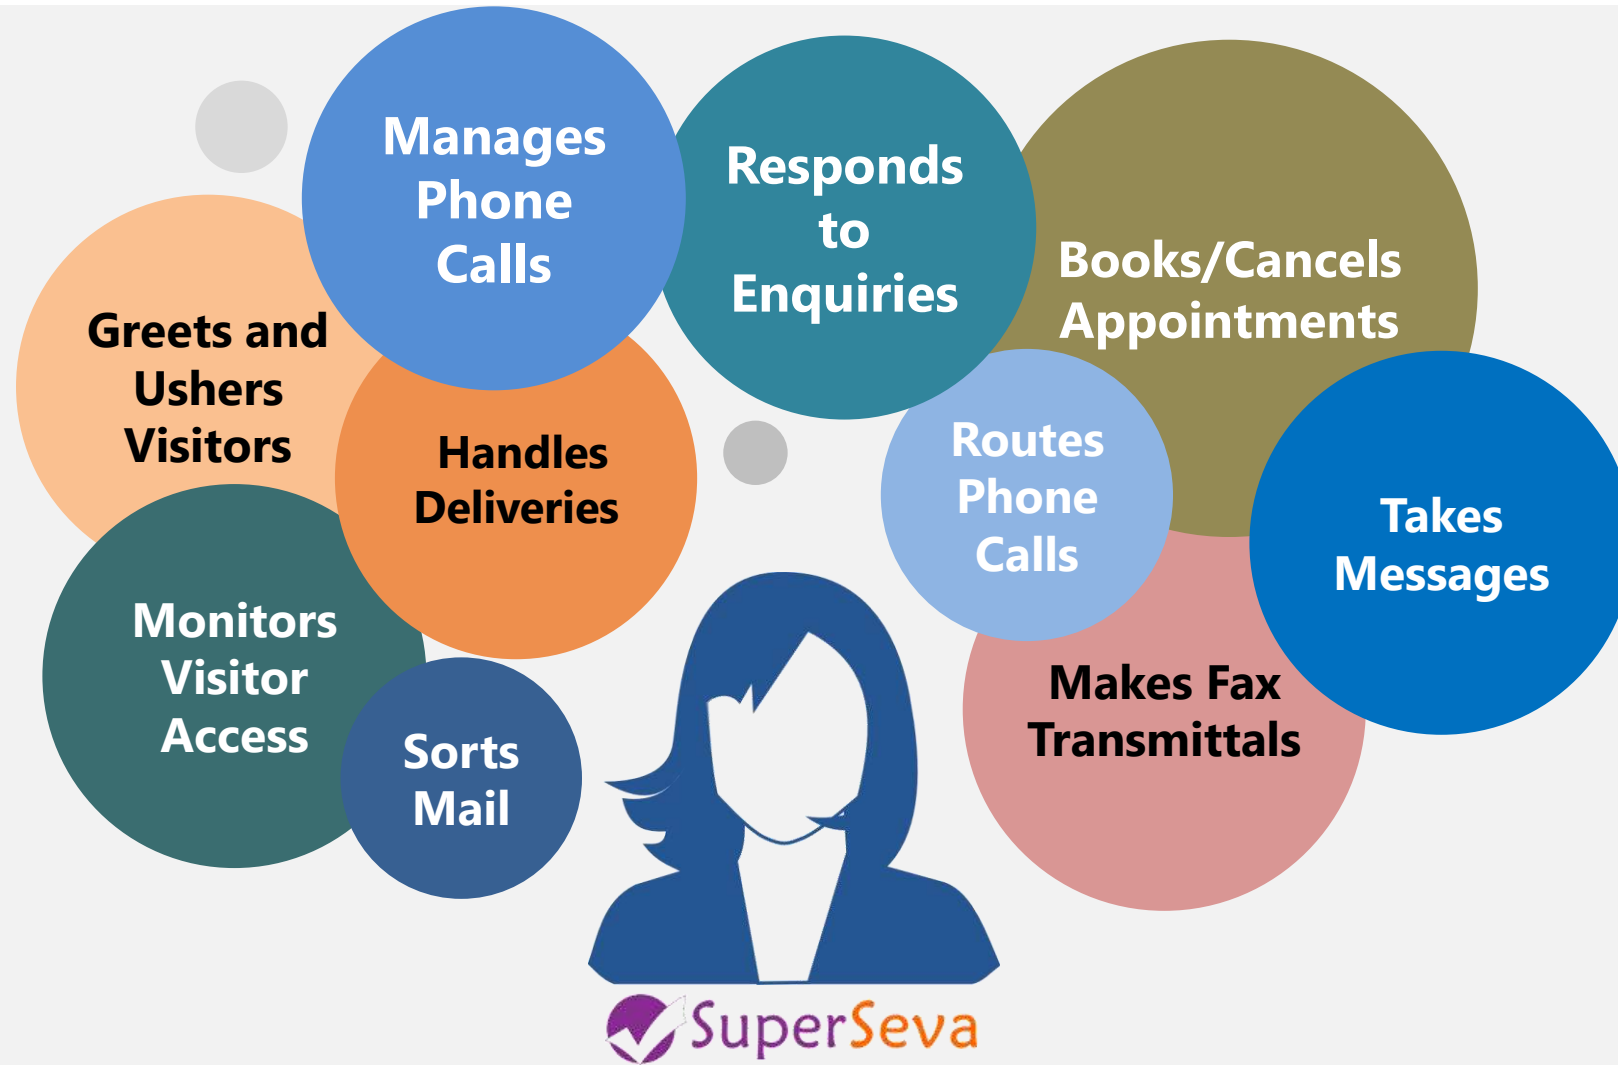 Manages
Phone
Calls
Responds
to
Enquiries
Books/Cancels
Appointments
Greets and
Ushers
Visitors
Handles
Deliveries
Routes
Phone
Calls
Takes
Messages
Monitors
Visitor
Access
Sorts
Mail
Makes Fax
Transmittals
SuperSeva